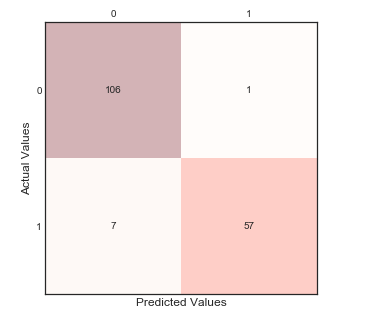 0 1
0 106 1
Actual Values
1 7 57
Predicted Values